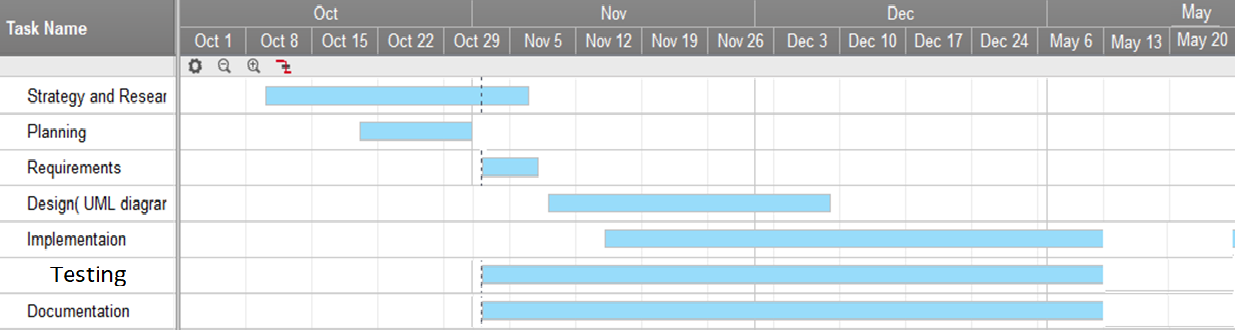 Task Name
Oct Nov Dec May
Oct 1 Oct 8 Oct 15 Oct 22 Oct 29 Nov 5 Nov 12 Nov 19 Nov 26 Dec 3 Dec 10 Dec 17 Dec 24 May 6 May 13 May 20
Strategy and Resear
Planning
Requirements
Design( UML diagrar
Implementaion
Testing
Documentation